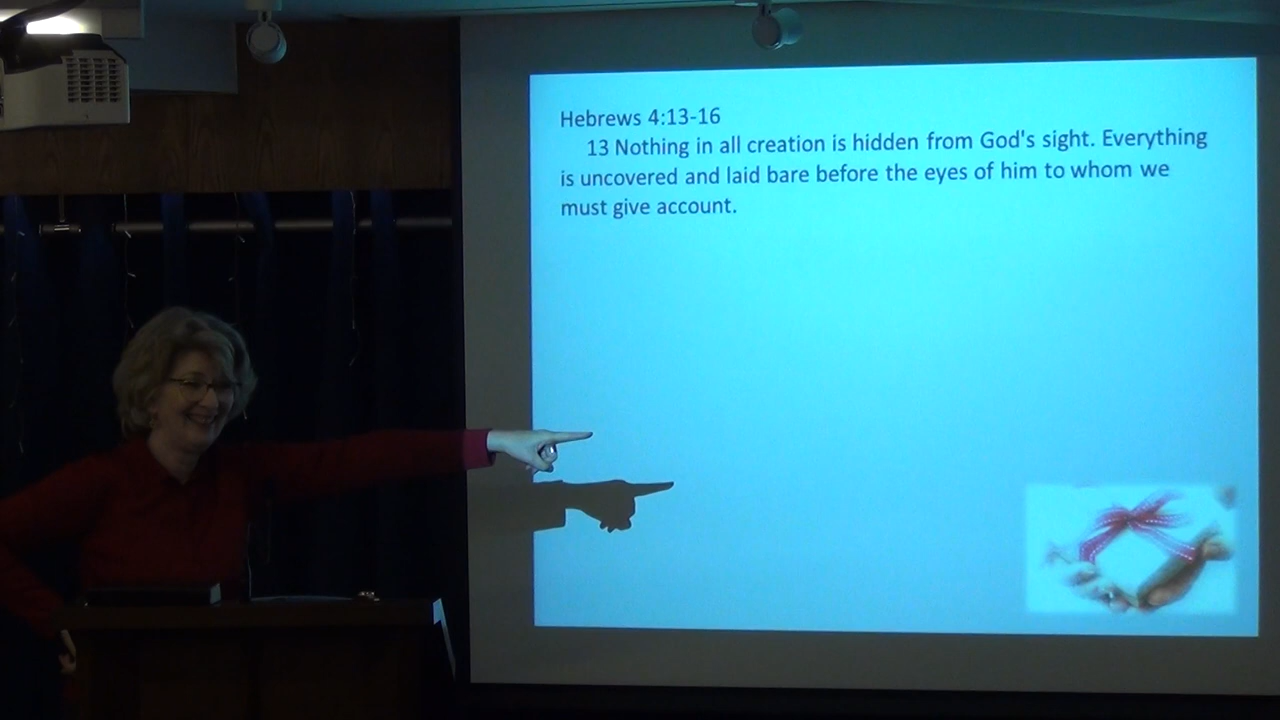 Hebrews 4:13-16
13 Nothing in all creation is hidden from God's sight. Everything
is uncovered and laid bare before the eyes of him to whom we
must give account.